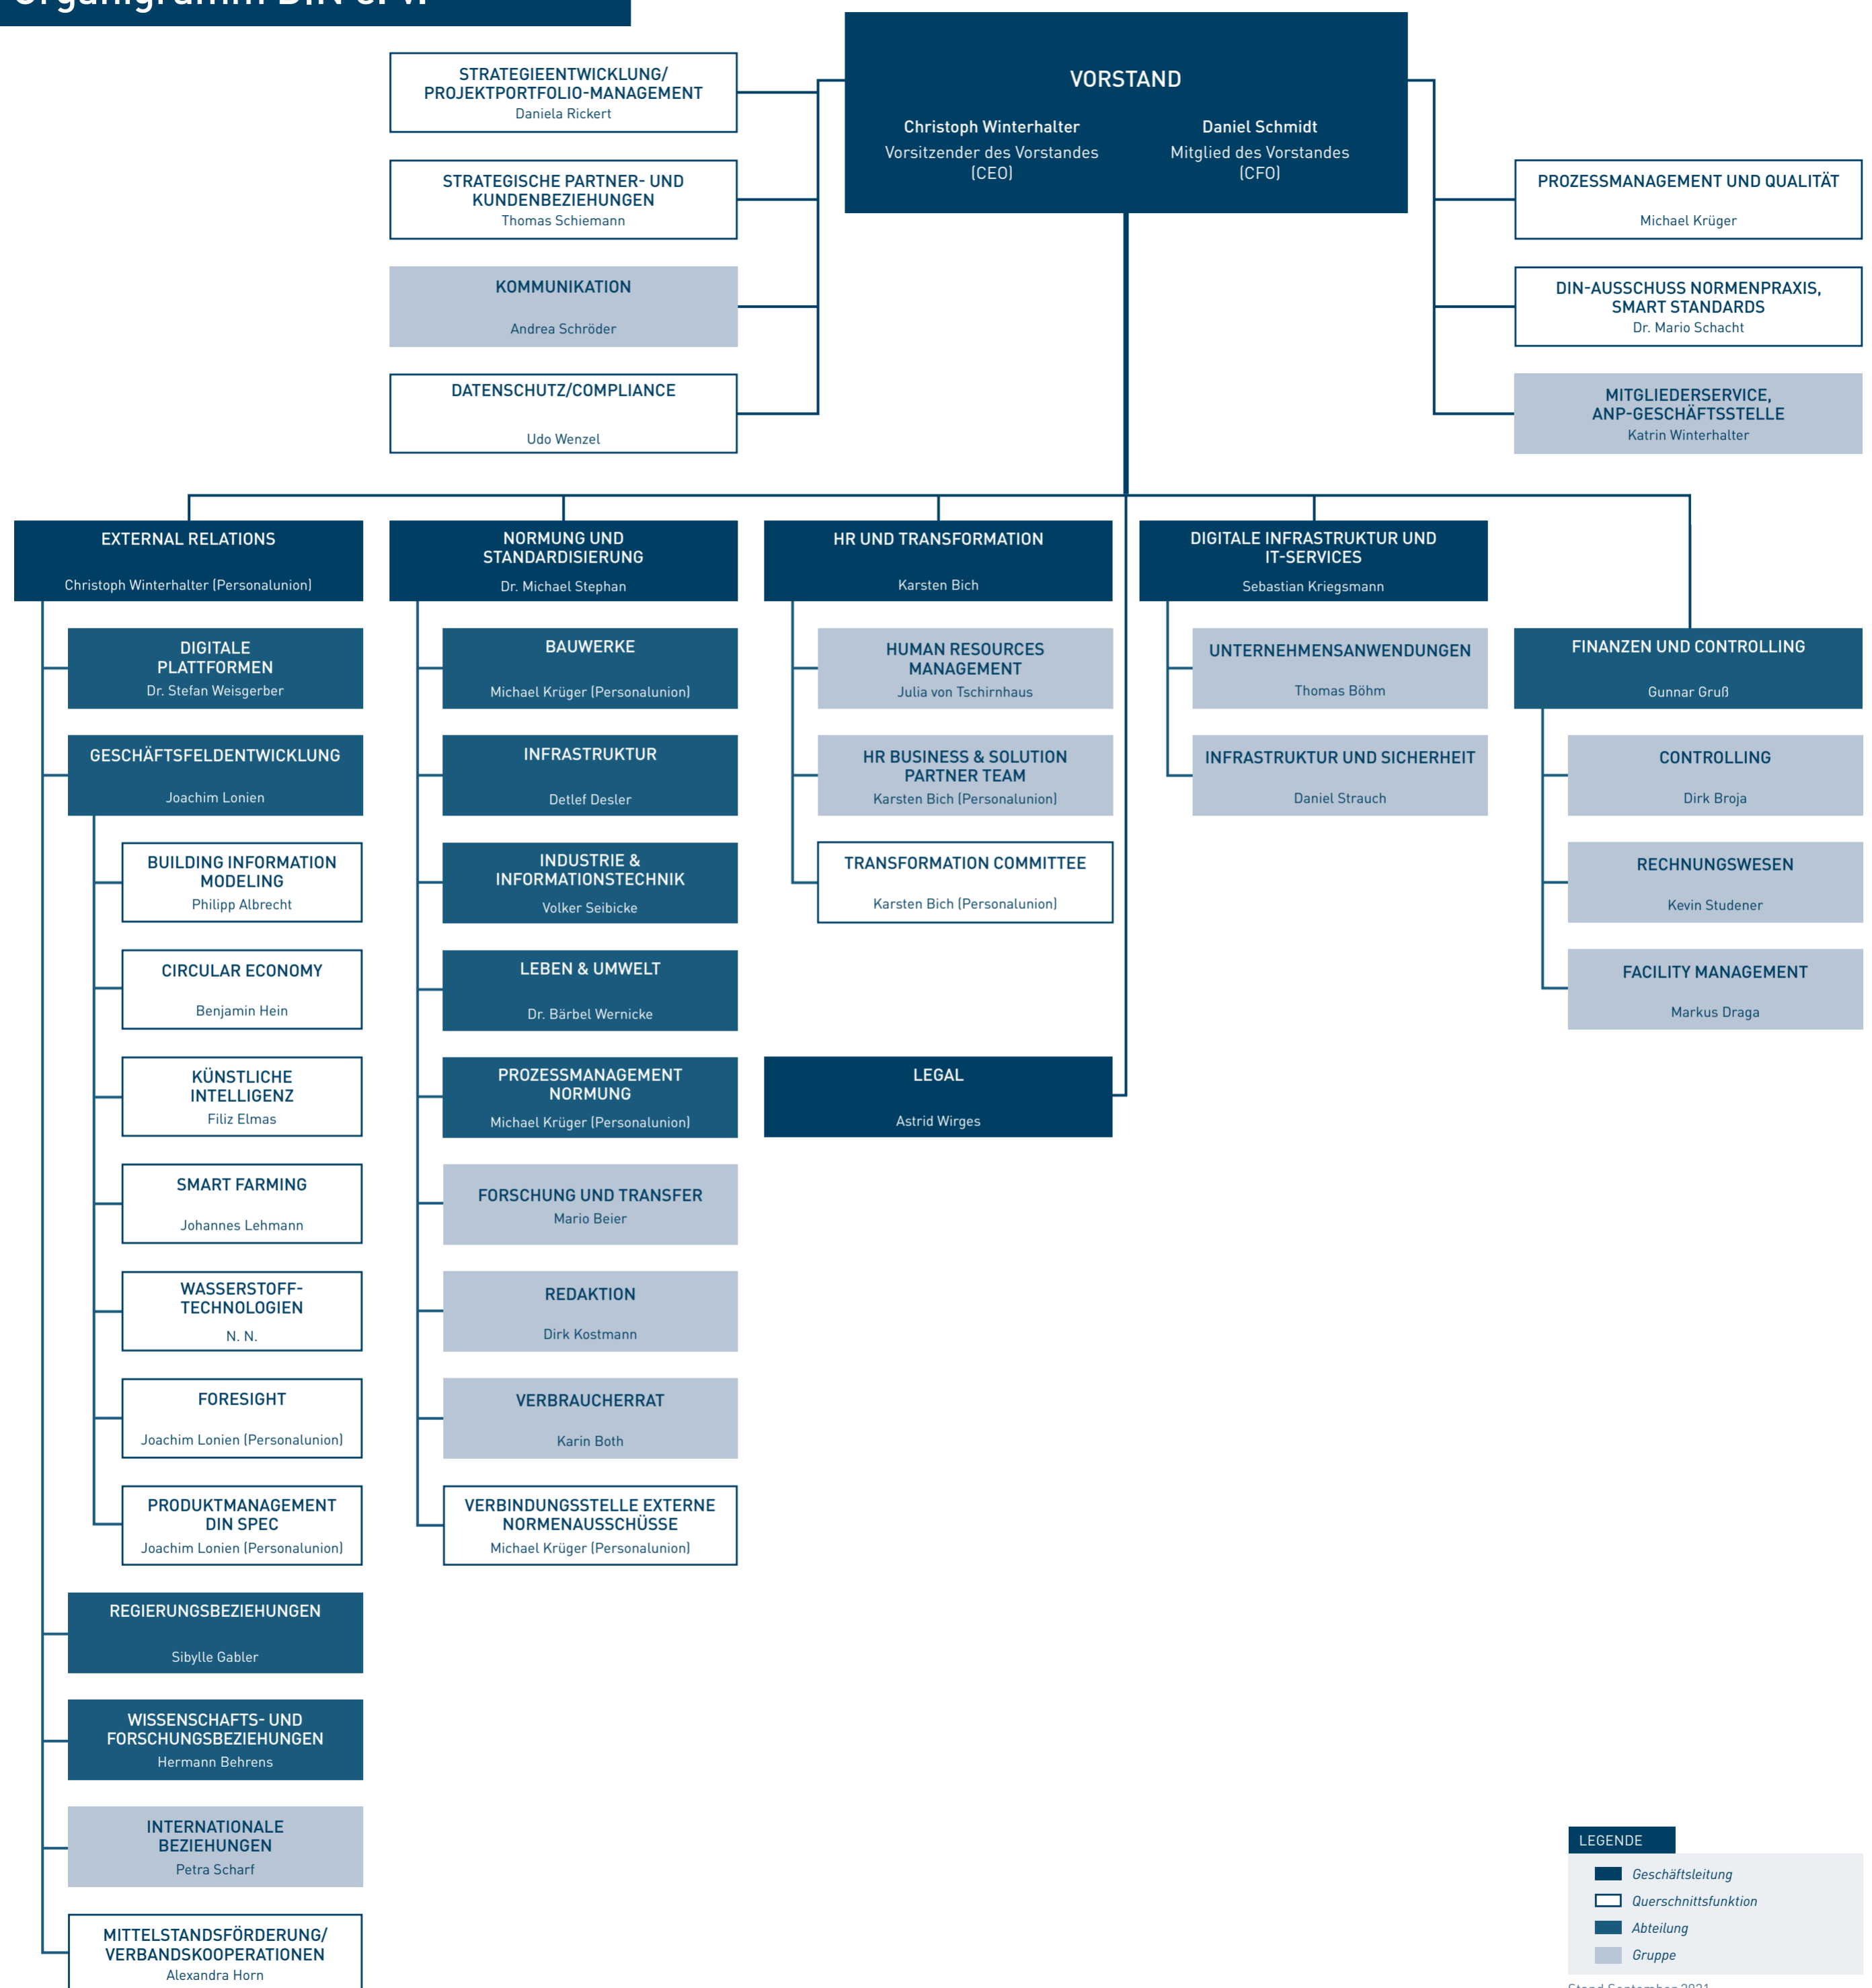 Organigramm DIN e. V.
VORSTAND
Christoph Winterhalter
Vorsitzender des Vorstandes
(CEO)
Daniel Schmidt
Mitglied des Vorstandes
(CFO)
STRATEGIEENTWICKLUNG/
PROJEKTPORTFOLIO-MANAGEMENT
Daniela Rickert
STRATEGISCHE PARTNER- UND
KUNDENBEZIEHUNGEN
Thomas Schiemann
KOMMUNIKATION
Andrea Schröder
DATENSCHUTZ/COMPLIANCE
Udo Wenzel
PROZESSMANAGEMENT UND QUALITÄT
Michael Krüger
DIN-AUSSCHUSS NORMENPRAXIS,
SMART STANDARDS
Dr. Mario Schacht
MITGLIEDERSERVICE,
ANP-GESCHÄFTSSTELLE
Katrin Winterhalter
EXTERNAL RELATIONS
Christoph Winterhalter (Personalunion)
DIGITALE
PLATTFORMEN
Dr. Stefan Weisgerber
GESCHÄFTSFELDENTWICKLUNG
Joachim Lonien
BUILDING INFORMATION
MODELING
Philipp Albrecht
CIRCULAR ECONOMY
Benjamin Hein
KÜNSTLICHE
INTELLIGENZ
Filiz Elmas
SMART FARMING
Johannes Lehmann
WASSERSTOFF-
TECHNOLOGIEN
N. N.
FORESIGHT
Joachim Lonien (Personalunion)
PRODUKTMANAGEMENT
DIN SPEC
Joachim Lonien (Personalunion)
REGIERUNGSBEZIEHUNGEN
Sibylle Gabler
WISSENSCHAFTS- UND
FORSCHUNGSBEZIEHUNGEN
Hermann Behrens
INTERNATIONALE
BEZIEHUNGEN
Petra Scharf
MITTELSTANDSFÖRDERUNG/
VERBANDSKOOPERATIONEN
Alexandra Horn
NORMUNG UND
STANDARDISIERUNG
Dr. Michael Stephan
BAUWERKE
Michael Krüger (Personalunion)
INFRASTRUKTUR
Detlef Desler
INDUSTRIE &
INFORMATIONSTECHNIK
Volker Seibicke
LEBEN & UMWELT
Dr. Bärbel Wernicke
PROZESSMANAGEMENT
NORMUNG
Michael Krüger (Personalunion)
FORSCHUNG UND TRANSFER
Mario Beier
REDAKTION
Dirk Kostmann
VERBRAUCHERRAT
Karin Both
VERBINDUNGSSTELLE EXTERNE
NORMENAUSSCHÜSSE
Michael Krüger (Personalunion)
HR UND TRANSFORMATION
Karsten Bich
HUMAN RESOURCES
MANAGEMENT
Julia von Tschirnhaus
HR BUSINESS & SOLUTION
PARTNER TEAM
Karsten Bich (Personalunion)
TRANSFORMATION COMMITTEE
Karsten Bich (Personalunion)
LEGAL
Astrid Wirges
DIGITALE INFRASTRUKTUR UND
IT-SERVICES
Sebastian Kriegsmann
UNTERNEHMENSANWENDUNGEN
Thomas Böhm
INFRASTRUKTUR UND SICHERHEIT
Daniel Strauch
FINANZEN UND CONTROLLING
Gunnar Gruß
CONTROLLING
Dirk Broja
RECHNUNGSWESEN
Kevin Studener
FACILITY MANAGEMENT
Markus Draga
LEGENDE
Geschäftsleitung
Querschnittsfunktion
Abteilung
Gruppe
Stand September 2021